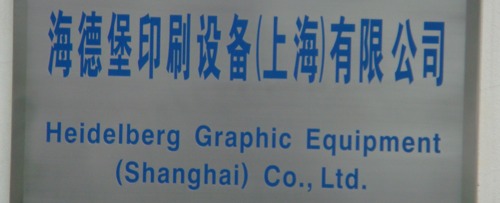 海德堡印刷设备(上海)有限公司
Heidelberg Graphic Equipment
(Shanghai) Co., Ltd.